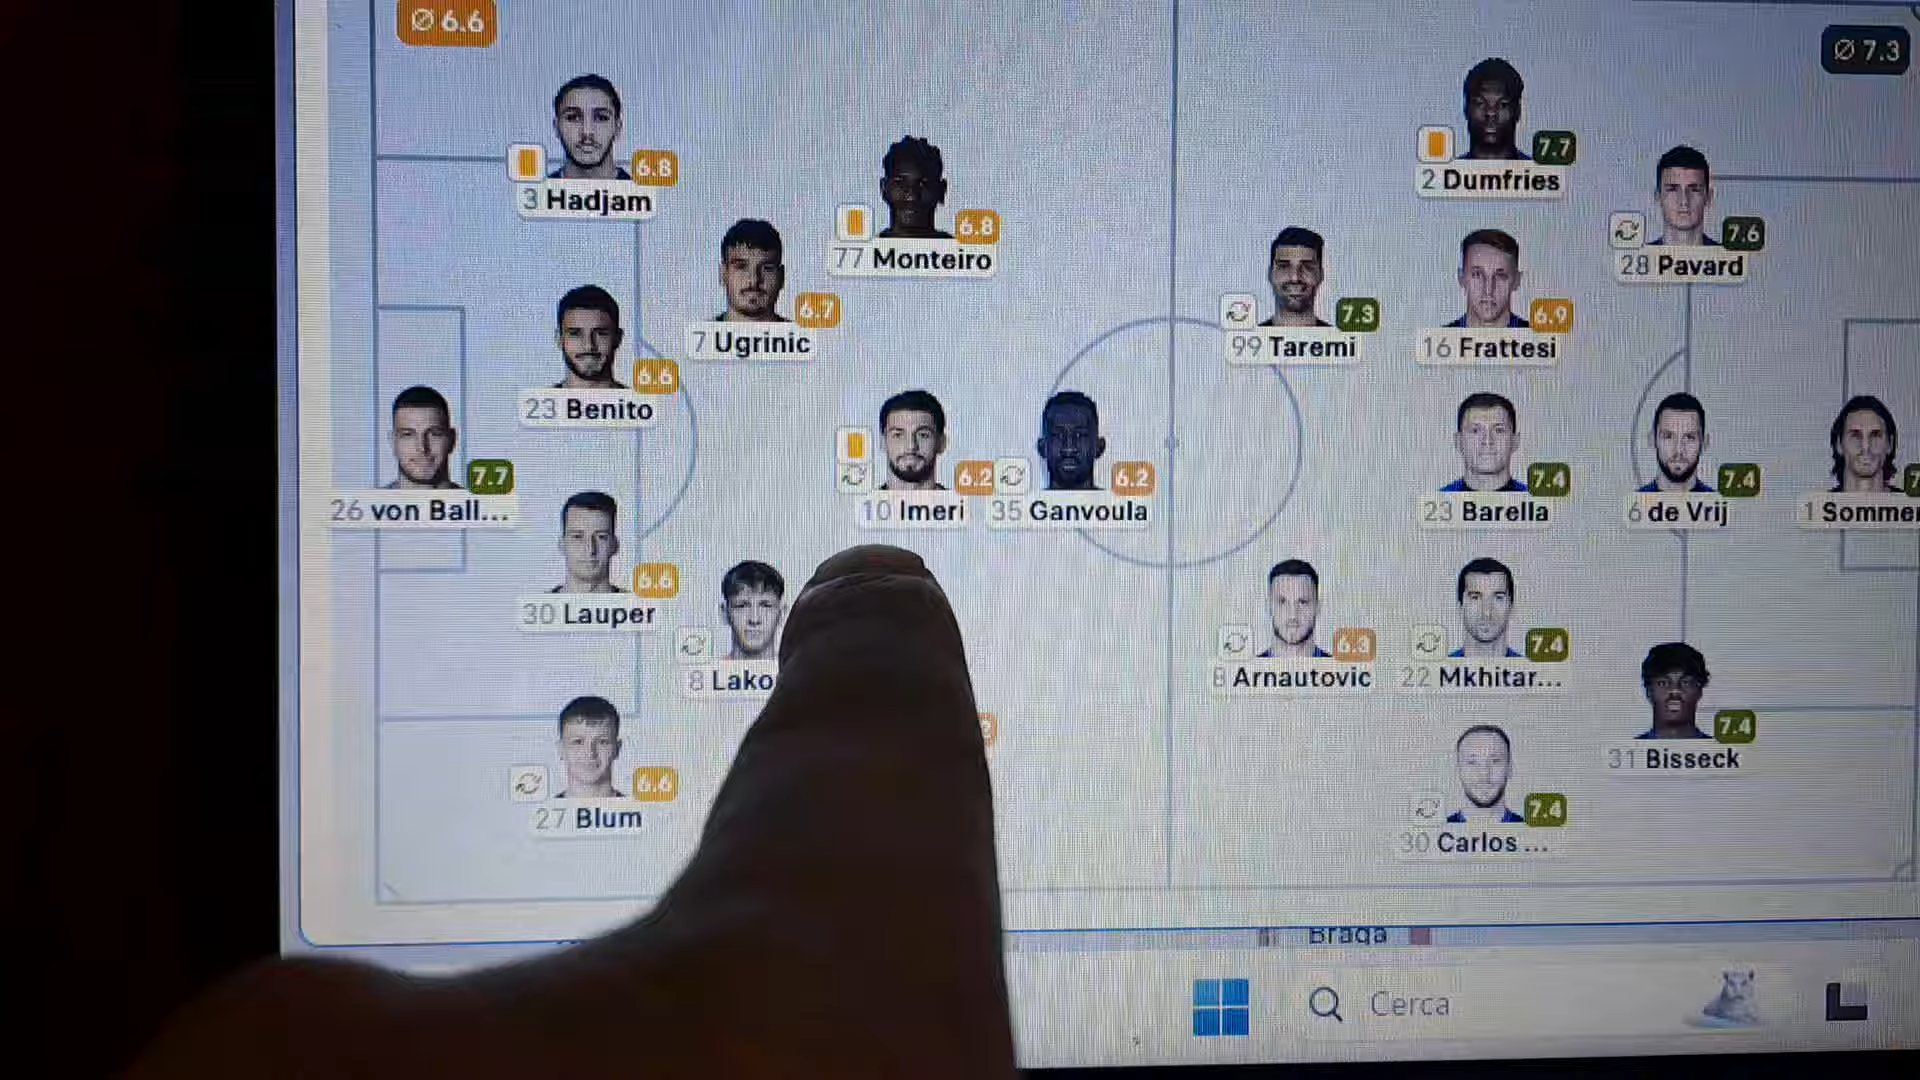 Ø 6.6
Ø 7.3
6.8
3 Hadjam
6.8
77 Monteiro
6.7
7 Ugrinic
6.6
23 Benito
7.7
26 von Ball...
6.2
10 Imeri
6.2
35 Ganvoula
6.6
30 Lauper
8 Lako
6.6
27 Blum
7.7
2 Dumfries
7.6
28 Pavard
7.3
99 Taremi
6.9
16 Frattesi
7.4
23 Barella
7.4
6 de Vrij
1 Sommer
6.3
8 Arnautovic
7.4
22 Mkhitar...
7.4
31 Bisseck
7.4
30 Carlos ...
Braga
Cerca